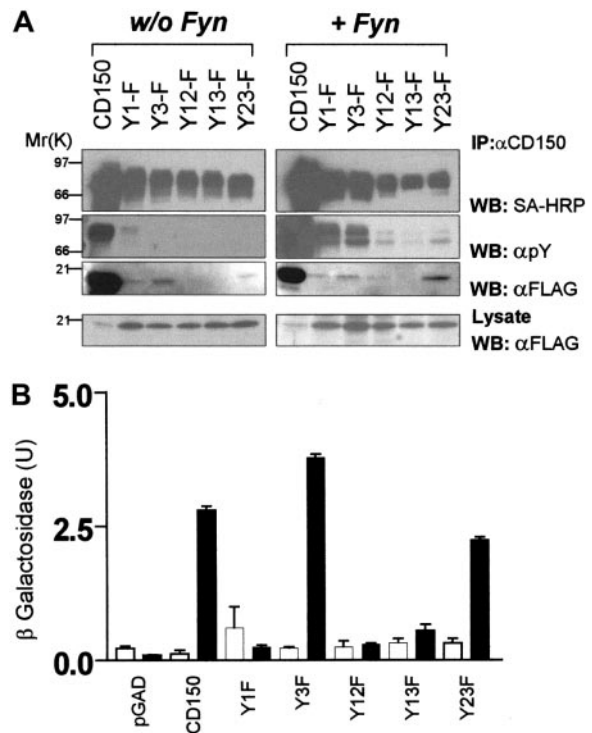 A
w/o Fyn
+ Fyn
CD150 Y1-F Y3-F Y12-F Y13-F Y23-F
CD150 Y1-F Y3-F Y12-F Y13-F Y23-F
Mr(K)
IP:αCD150
97
66
WB: SA-HRP
97
66
WB: αpY
21
WB: αFLAG
Lysate
21
WB: αFLAG
B
β Galactosidase (U)
5.0
2.5
0.0
pGAD CD150 Y1F Y3F Y12F Y13F Y23F